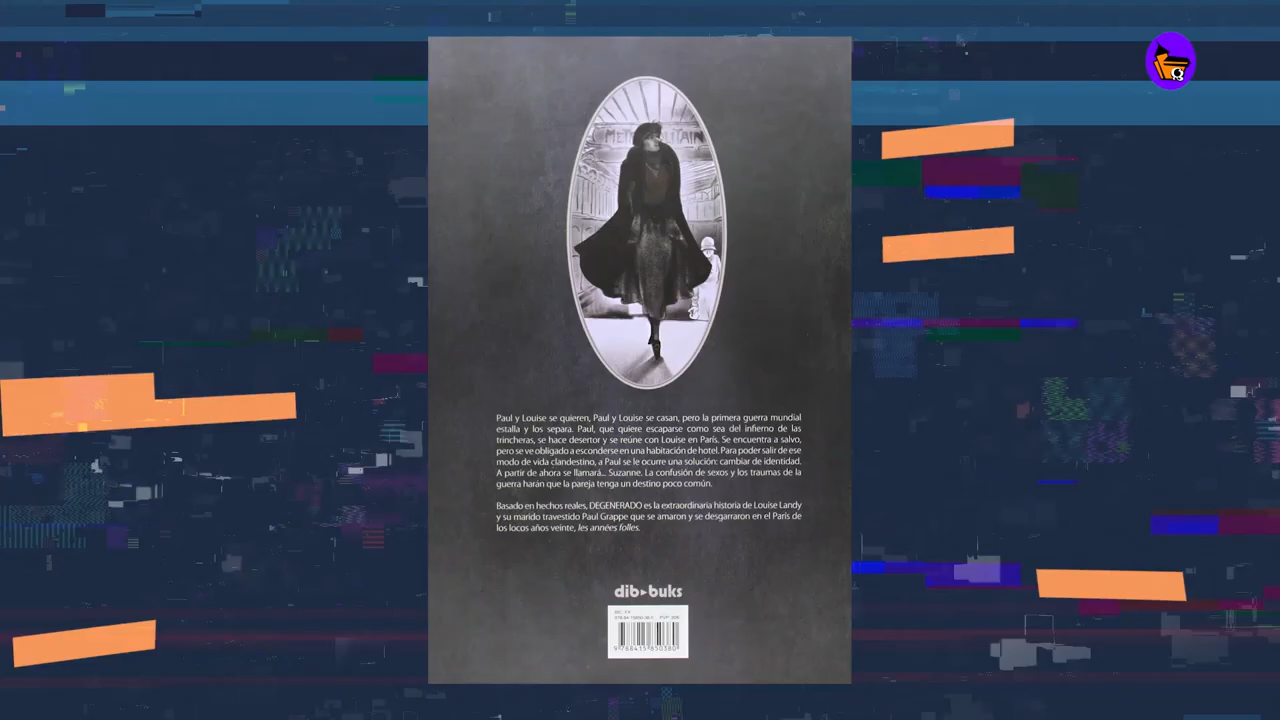 METROPOLITAIN
Paul y Louise se quieren, Paul y Louise se casan, pero la primera guerra mundial
estalla y los separa. Paul, que quiere escaparse como sea del infierno de las
trincheras, se hace desertor y se reúne con Louise en París. Se encuentra a salvo,
pero se ve obligado a esconderse en una habitación de hotel. Para poder salir de ese
modo de vida clandestino, a Paul se le ocurre una solución: cambiar de identidad.
A partir de ahora se llamará... Suzanne. La confusión de sexos y los traumas de la
guerra harán que la pareja tenga un destino poco común.
Basado en hechos reales, DEGENERADO es la extraordinaria historia de Louise Landy
y su marido travestido Paul Grappe que se amaron y se desgarraron en el París de
los locos años veinte, les années folles.
dib▸buks
9 788415 850380